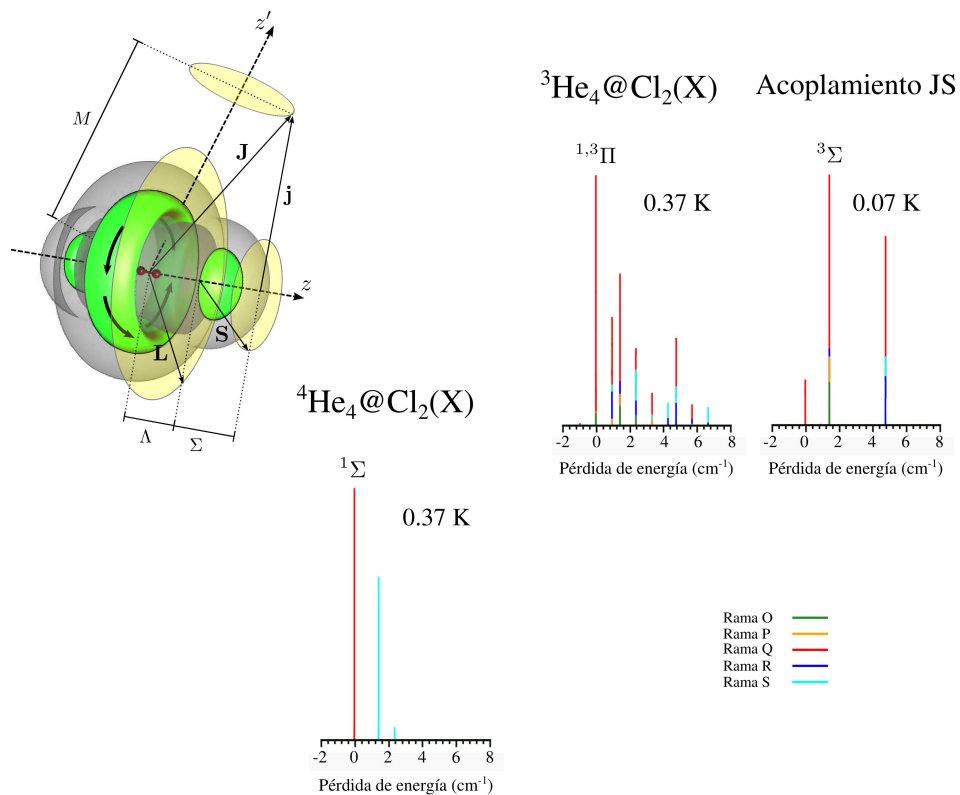 z′
M
J
j
z
S
L
Λ
Σ
³He₄@Cl₂(X)
Acoplamiento JS
¹,³Π
0.37 K
-2 0 2 4 6 8
Pérdida de energía (cm⁻¹)
³Σ
0.07 K
-2 0 2 4 6 8
Pérdida de energía (cm⁻¹)
⁴He₄@Cl₂(X)
¹Σ
0.37 K
-2 0 2 4 6 8
Pérdida de energía (cm⁻¹)
Rama O
Rama P
Rama Q
Rama R
Rama S